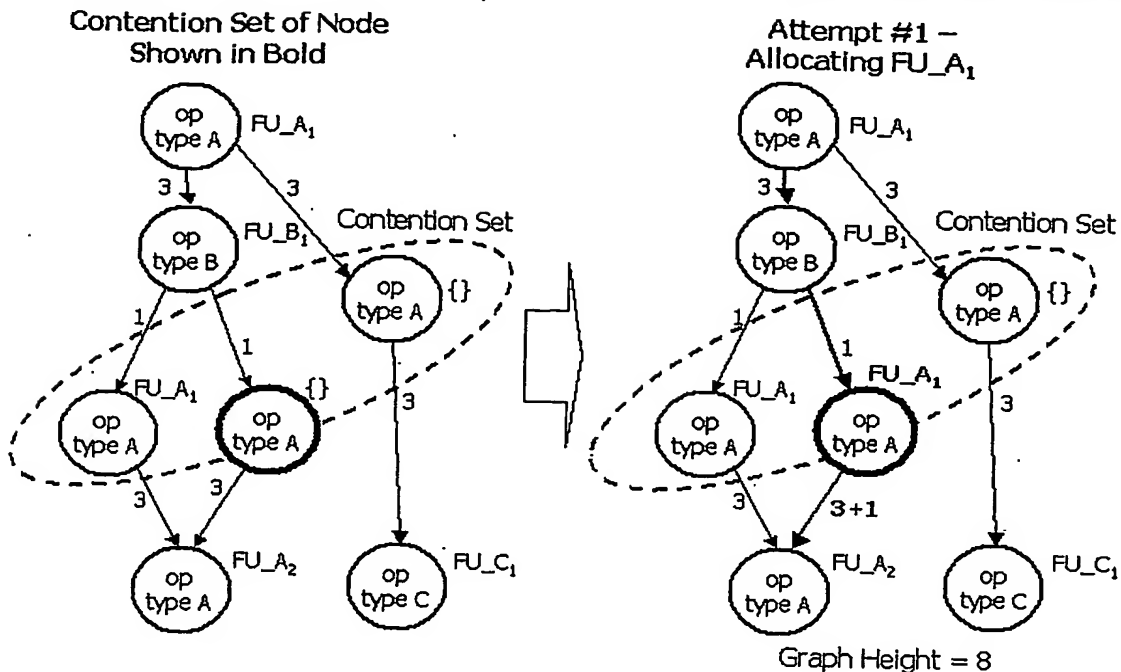 Contention Set of Node
Shown in Bold
op
type A
FU_A₁
3
3
op
type B
FU_B₁
Contention Set
op
type A
{}
1
1
FU_A₁
op
type A
{}
op
type A
3
3
3
op
type A
FU_A₂
op
type C
FU_C₁
Attempt #1 –
Allocating FU_A₁
op
type A
FU_A₁
3
3
op
type B
FU_B₁
Contention Set
op
type A
{}
1
1
FU_A₁
op
type A
FU_A₁
op
type A
3
3+1
3
op
type A
FU_A₂
op
type C
FU_C₁
Graph Height = 8